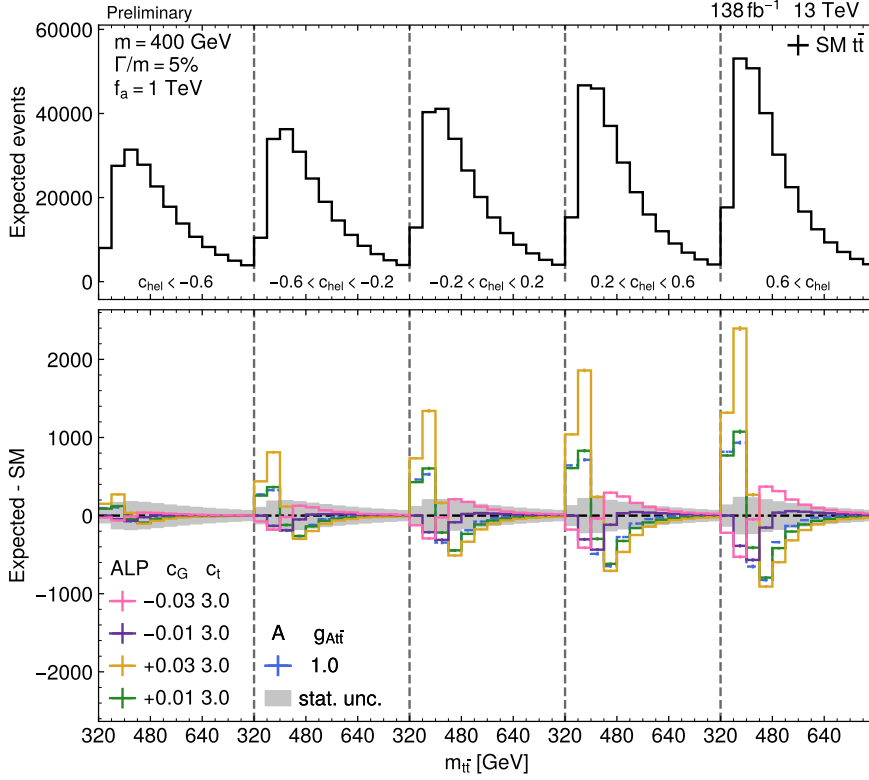 Preliminary 138 fb⁻¹ 13 TeV
m = 400 GeV
Γ/m = 5%
fₐ = 1 TeV
SM tt̄
Expected events
60000
40000
20000
0
c_hel < −0.6
−0.6 < c_hel < −0.2
−0.2 < c_hel < 0.2
0.2 < c_hel < 0.6
0.6 < c_hel
Expected - SM
2000
1000
0
−1000
−2000
ALP c_G c_t
−0.03 3.0
−0.01 3.0
+0.03 3.0
+0.01 3.0
A g_Att̄
1.0
stat. unc.
320 480 640 320 480 640 320 480 640 320 480 640 320 480 640
m_tt̄ [GeV]